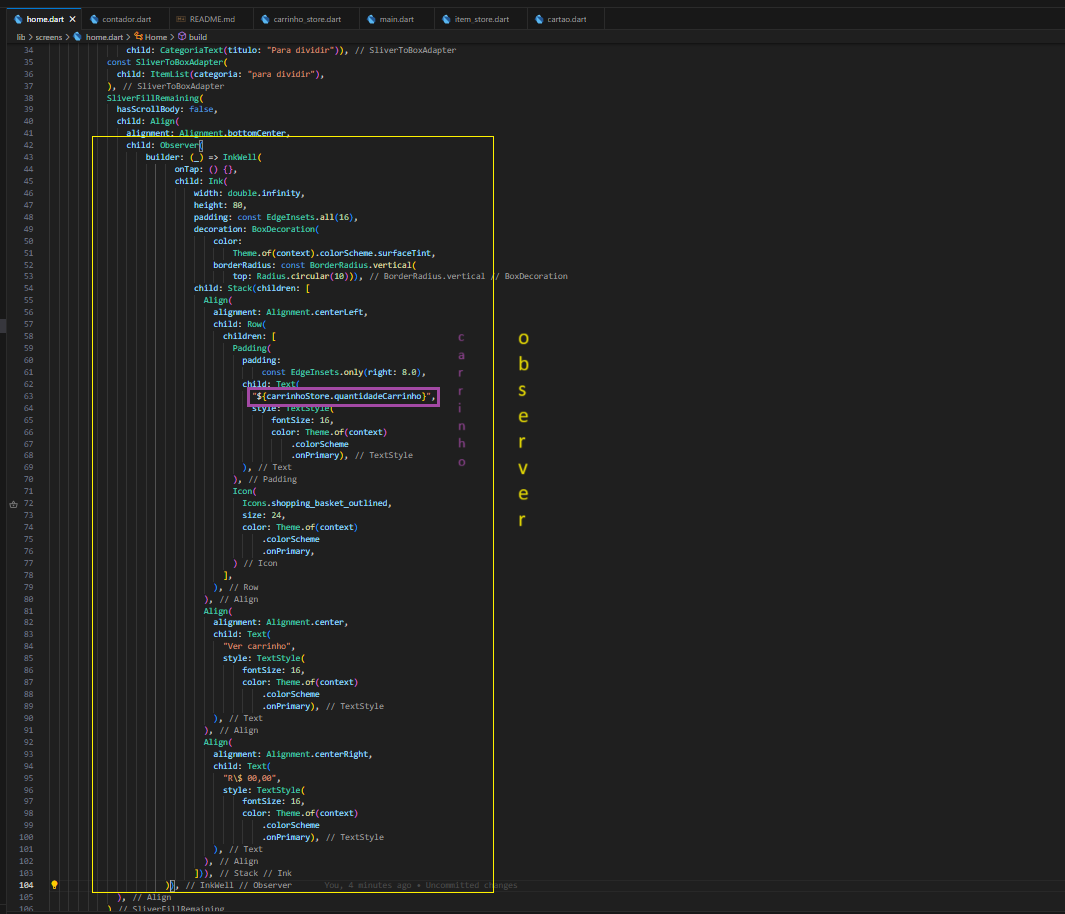 home.dart contador.dart README.md carrinho_store.dart main.dart item_store.dart cartao.dart
lib > screens > home.dart > Home > build
34 child: CategoriaText(titulo: "Para dividir")), // SliverToBoxAdapter
35 const SliverToBoxAdapter(
36 child: ItemList(categoria: "para dividir"),
37 ), // SliverToBoxAdapter
38 SliverFillRemaining(
39 hasScrollBody: false,
40 child: Align(
41 alignment: Alignment.bottomCenter,
42 child: Observer(
43 builder: (_) => InkWell(
44 onTap: () {},
45 child: Ink(
46 width: double.infinity,
47 height: 80,
48 padding: const EdgeInsets.all(16),
49 decoration: BoxDecoration(
50 color:
51 Theme.of(context).colorScheme.surfaceTint,
52 borderRadius: const BorderRadius.vertical(
53 top: Radius.circular(10))), // BorderRadius.vertical // BoxDecoration
54 child: Stack(children: [
55 Align(
56 alignment: Alignment.centerLeft,
57 child: Row(
58 children: [
59 Padding(
60 padding:
61 const EdgeInsets.only(right: 8.0),
62 child: Text(
63 "${carrinhoStore.quantidadeCarrinho}",
64 style: TextStyle(
65 fontSize: 16,
66 color: Theme.of(context)
67 .colorScheme
68 .onPrimary), // TextStyle
69 ), // Text
70 ), // Padding
71 Icon(
72 Icons.shopping_basket_outlined,
73 size: 24,
74 color: Theme.of(context)
75 .colorScheme
76 .onPrimary,
77 ) // Icon
78 ],
79 ), // Row
80 ), // Align
81 Align(
82 alignment: Alignment.center,
83 child: Text(
84 "Ver carrinho",
85 style: TextStyle(
86 fontSize: 16,
87 color: Theme.of(context)
88 .colorScheme
89 .onPrimary), // TextStyle
90 ), // Text
91 ), // Align
92 Align(
93 alignment: Alignment.centerRight,
94 child: Text(
95 "R\$ 00,00",
96 style: TextStyle(
97 fontSize: 16,
98 color: Theme.of(context)
99 .colorScheme
100 .onPrimary), // TextStyle
101 ), // Text
102 ), // Align
103 ])), // Stack // Ink
104 )), // InkWell // Observer You, 4 minutes ago • Uncommitted changes
105 ), // Align
106 ) // SliverFillRemaining
carrinho
observer